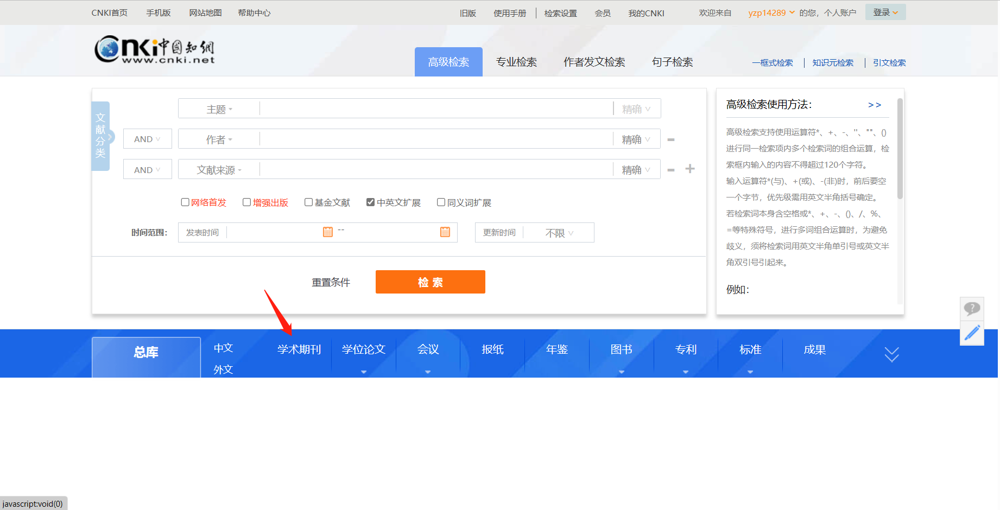 CNKI首页 手机版 网站地图 帮助中心 旧版 使用手册 检索设置 会员 我的CNKI 欢迎来自 yzp14289 的您，个人账户 登录
Cnki中国知網
www.cnki.net
高级检索 专业检索 作者发文检索 句子检索 一框式检索 知识元检索 引文检索
文献分类
主题 精确
AND 作者 精确
AND 文献来源 精确
网络首发 增强出版 基金文献 中英文扩展 同义词扩展
时间范围： 发表时间 -- 更新时间 不限
重置条件 检索
高级检索使用方法： >>
高级检索支持使用运算符*、+、-、''、""、()
进行同一检索项内多个检索词的组合运算，检
索框内输入的内容不得超过120个字符。
输入运算符*(与)、+(或)、-(非)时，前后要空
一个字节，优先级需用英文半角括号确定。
若检索词本身含空格或*、+、-、()、/、%、
=等特殊符号，进行多词组合运算时，为避免
歧义，须将检索词用英文半角单引号或英文半
角双引号引起来。
例如：
总库 中文 学术期刊 学位论文 会议 报纸 年鉴 图书 专利 标准 成果
外文
javascript:void(0)